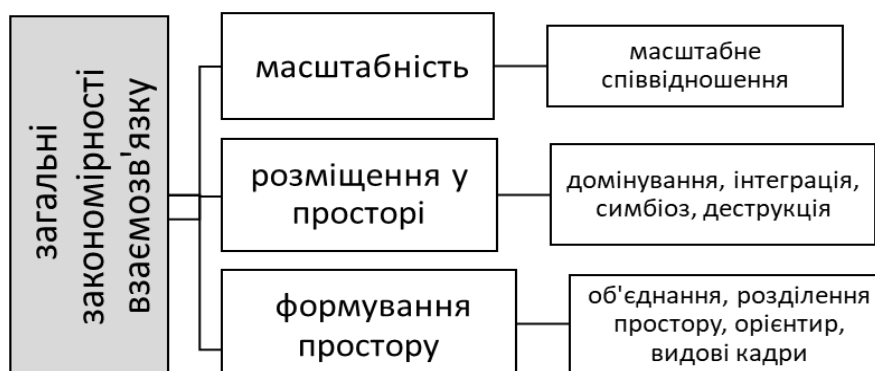 загальні
закономірності
взаємозв'язку
масштабність
масштабне
співвідношення
розміщення у
просторі
домінування, інтеграція,
симбіоз, деструкція
формування
простору
об'єднання, розділення
простору, орієнтир,
видові кадри